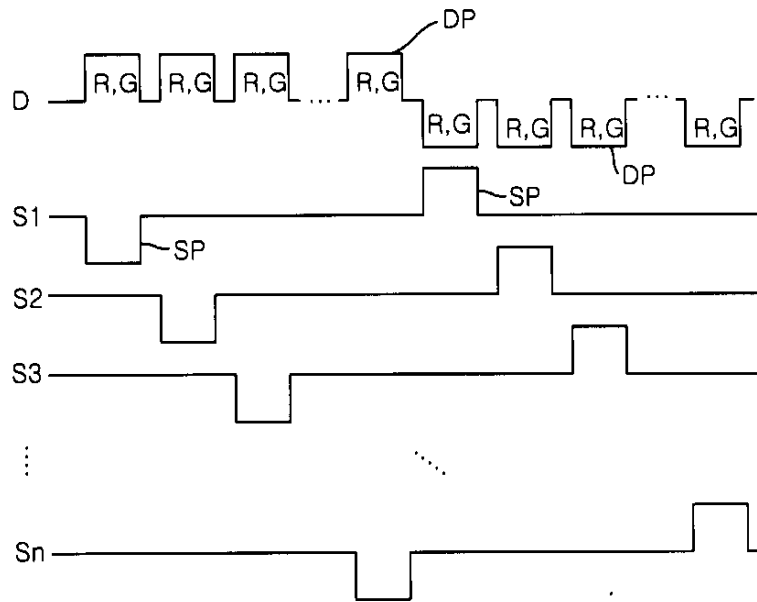 DP
R,G R,G R,G ... R,G
D
R,G R,G R,G ... R,G
DP
S1
SP
SP
S2
S3
Sn